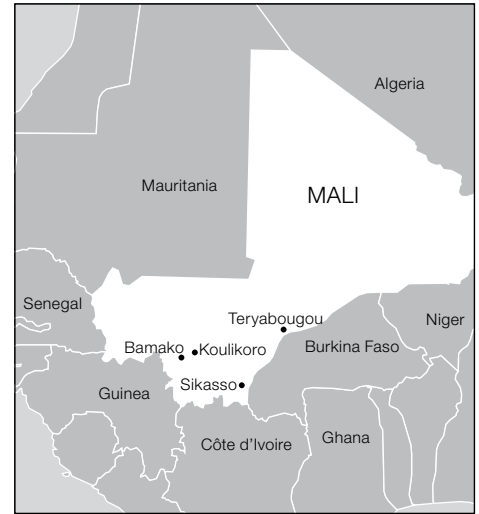 Algeria
Mauritania
MALI
Senegal
Teryabougou
Niger
Bamako
Koulikoro
Burkina Faso
Sikasso
Guinea
Côte d'Ivoire
Ghana